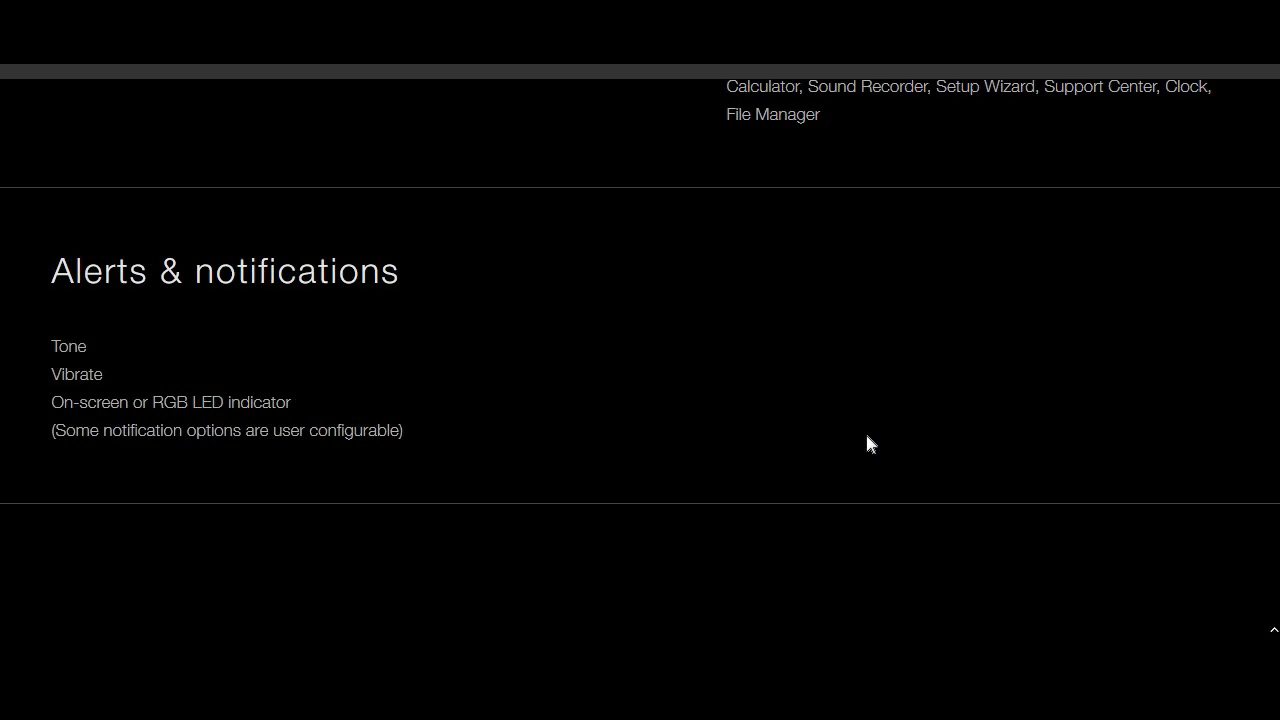 Calculator, Sound Recorder, Setup Wizard, Support Center, Clock,
File Manager
Alerts & notifications
Tone
Vibrate
On-screen or RGB LED indicator
(Some notification options are user configurable)